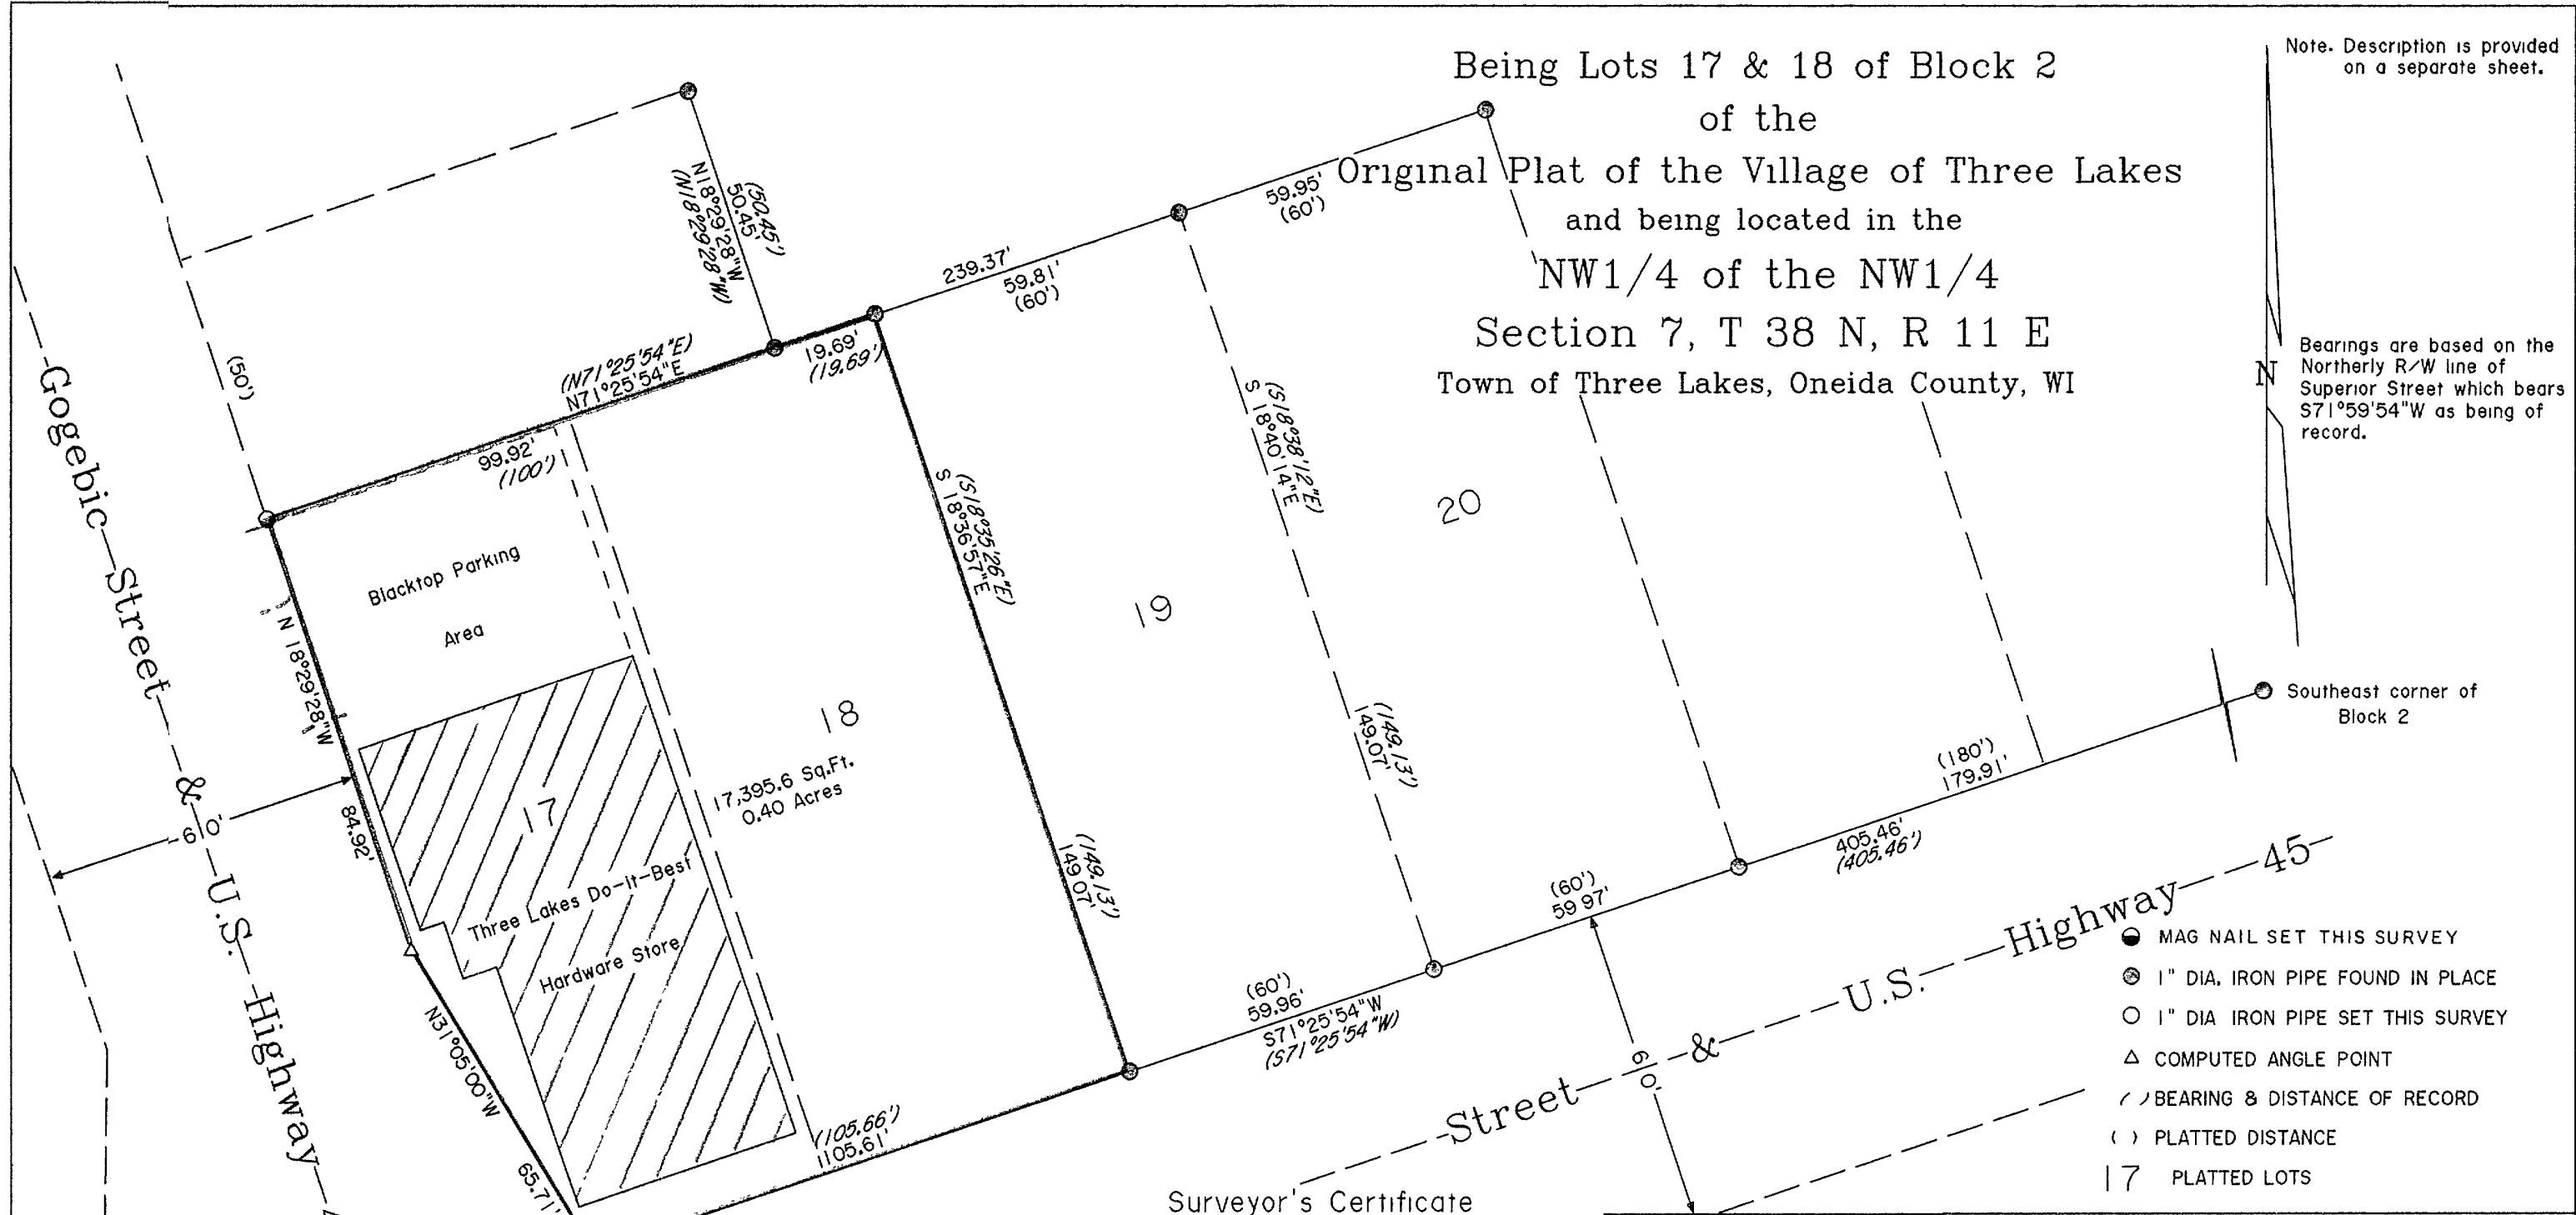 Being Lots 17 & 18 of Block 2
of the
Original Plat of the Village of Three Lakes
and being located in the
NW1/4 of the NW1/4
Section 7, T 38 N, R 11 E
Town of Three Lakes, Oneida County, WI
Note. Description is provided
on a separate sheet.
N
Bearings are based on the
Northerly R/W line of
Superior Street which bears
S71°59'54"W as being of
record.
(50.45')
50.45'
N18°29'28"W
(N18°29'28"W)
59.95'
(60')
239.37'
59.81'
(60')
(50')
(N71°25'54"E)
N71°25'54"E
19.69'
(19.69')
99.92'
(100')
Gogebic Street & U.S. Highway
Blacktop Parking
Area
N 18°29'28"W
84.92'
60'
17
Three Lakes Do-it-Best
Hardware Store
18
17,395.6 Sq.Ft.
0.40 Acres
(S18°35'26"E)
S 18°36'57"E
(149.13')
149.07'
19
(S18°38'12"E)
S 18°40'14"E
(149.13')
149.07'
20
Southeast corner of
Block 2
(180')
179.91'
405.46'
(405.46')
(60')
59.97'
(60')
59.96'
S71°25'54"W
(S71°25'54"W)
N31°05'00"W
65.71'
(105.66')
105.61'
60'
Street & U.S. Highway 45
MAG NAIL SET THIS SURVEY
1" DIA. IRON PIPE FOUND IN PLACE
1" DIA IRON PIPE SET THIS SURVEY
COMPUTED ANGLE POINT
( ) BEARING & DISTANCE OF RECORD
( ) PLATTED DISTANCE
17 PLATTED LOTS
Surveyor's Certificate